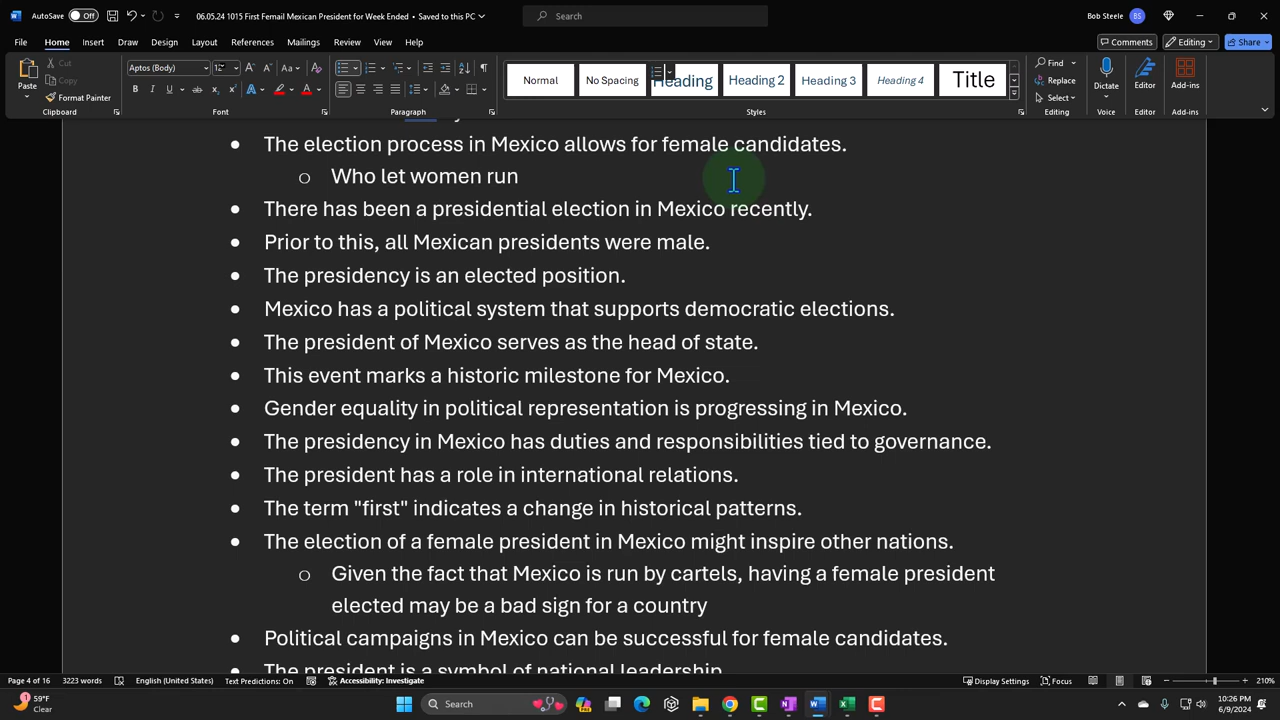 AutoSave Off 06.05.24 1015 First Femail Mexican President for Week Ended • Saved to this PC Search Bob Steele BS
File Home Insert Draw Design Layout References Mailings Review View Help Comments Editing Share
Paste Cut Copy Format Painter Clipboard
Aptos (Body) 12 Font
Paragraph
Normal No Spacing Heading Heading 2 Heading 3 Heading 4 Title Styles
Find Replace Select Editing
Dictate Voice Editor Editor Add-ins Add-ins
• The election process in Mexico allows for female candidates.
o Who let women run
• There has been a presidential election in Mexico recently.
• Prior to this, all Mexican presidents were male.
• The presidency is an elected position.
• Mexico has a political system that supports democratic elections.
• The president of Mexico serves as the head of state.
• This event marks a historic milestone for Mexico.
• Gender equality in political representation is progressing in Mexico.
• The presidency in Mexico has duties and responsibilities tied to governance.
• The president has a role in international relations.
• The term "first" indicates a change in historical patterns.
• The election of a female president in Mexico might inspire other nations.
o Given the fact that Mexico is run by cartels, having a female president
elected may be a bad sign for a country
• Political campaigns in Mexico can be successful for female candidates.
• The president is a symbol of national leadership.
Page 4 of 16 3223 words English (United States) Text Predictions: On Accessibility: Investigate Display Settings Focus 210%
59°F
Clear
Search
10:26 PM
6/9/2024